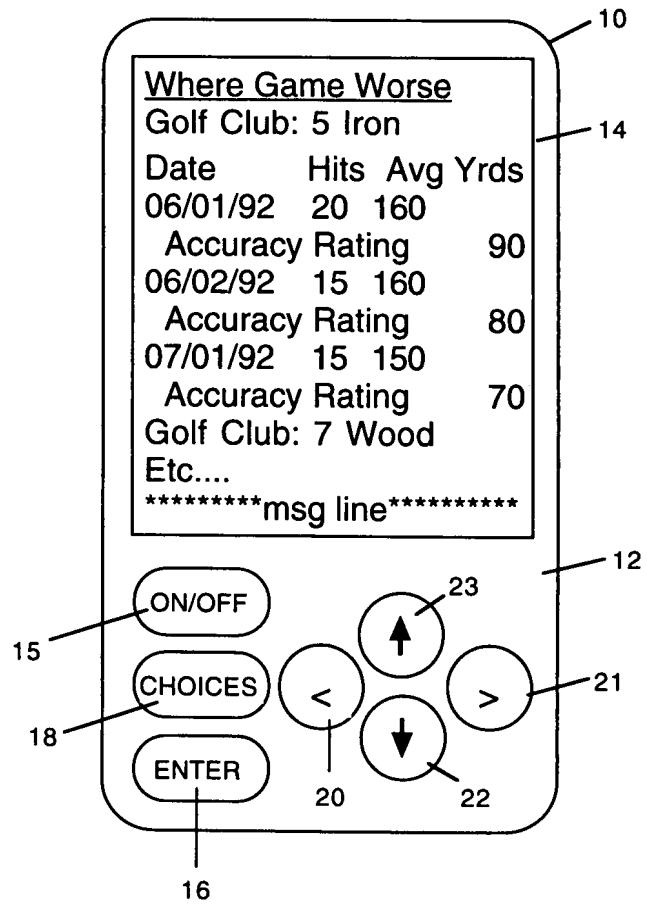 10
Where Game Worse
Golf Club: 5 Iron
14
Date Hits Avg Yrds
06/01/92 20 160
Accuracy Rating 90
06/02/92 15 160
Accuracy Rating 80
07/01/92 15 150
Accuracy Rating 70
Golf Club: 7 Wood
Etc....
*********msg line**********
12
ON/OFF
23
15
CHOICES
<
>
21
18
ENTER
20
22
16